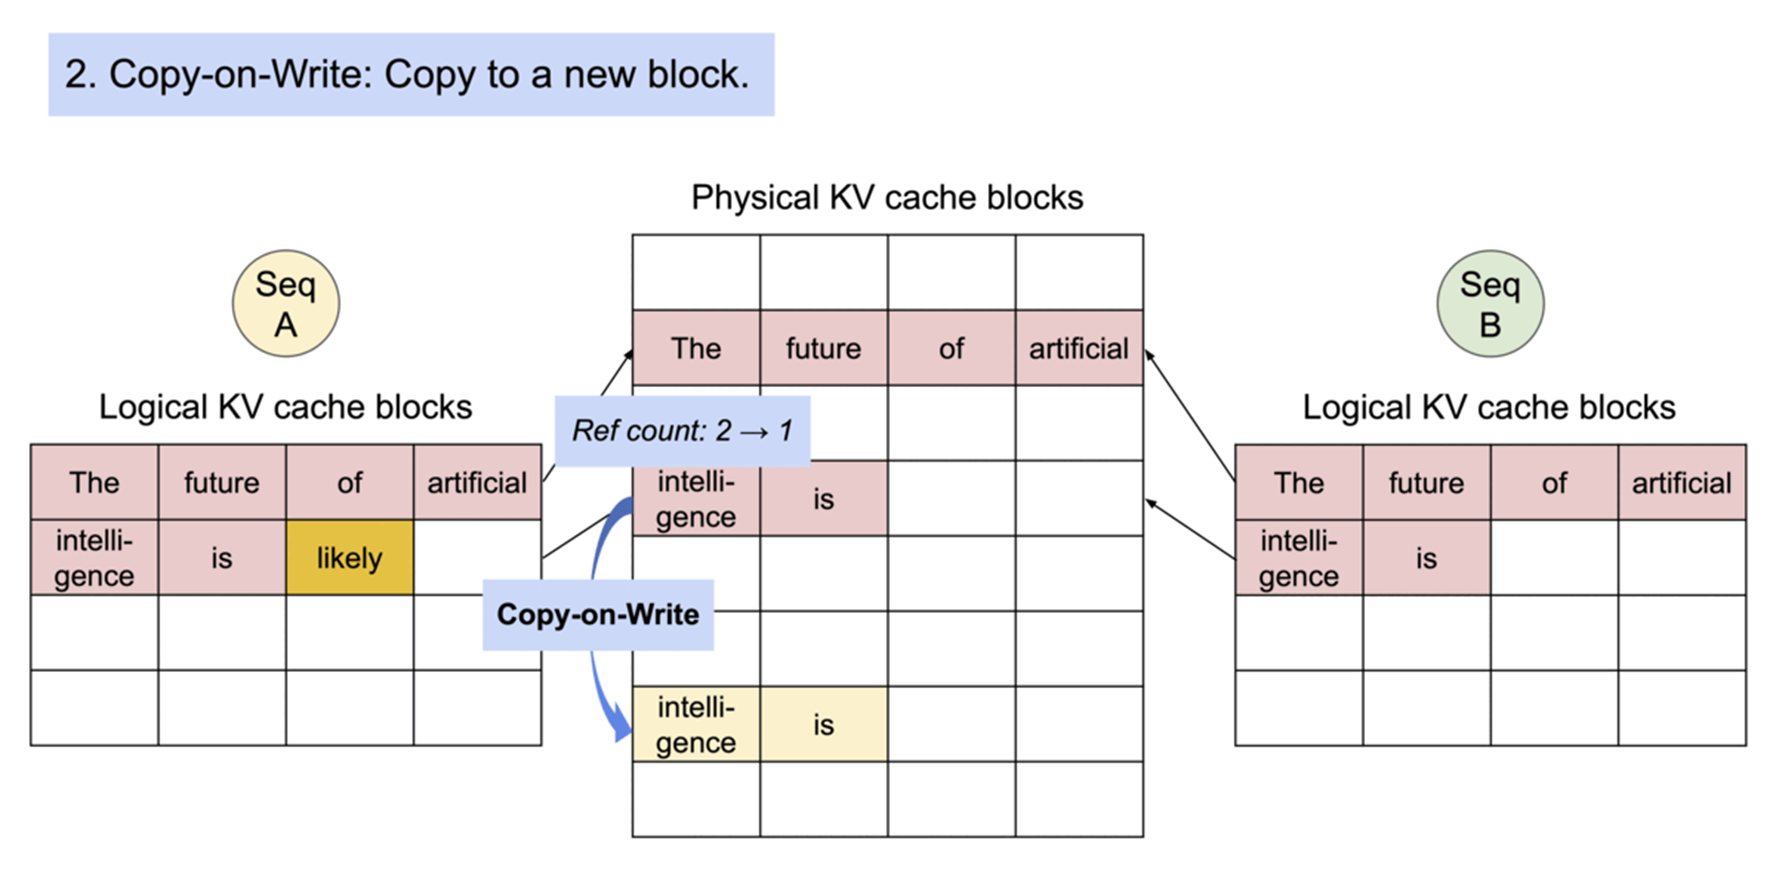 2. Copy-on-Write: Copy to a new block.
Physical KV cache blocks
Seq
A
Seq
B
Logical KV cache blocks
The future of artificial
intelli-
gence is likely
The future of artificial
Ref count: 2 → 1
intelli-
gence is
Copy-on-Write
intelli-
gence is
Logical KV cache blocks
The future of artificial
intelli-
gence is